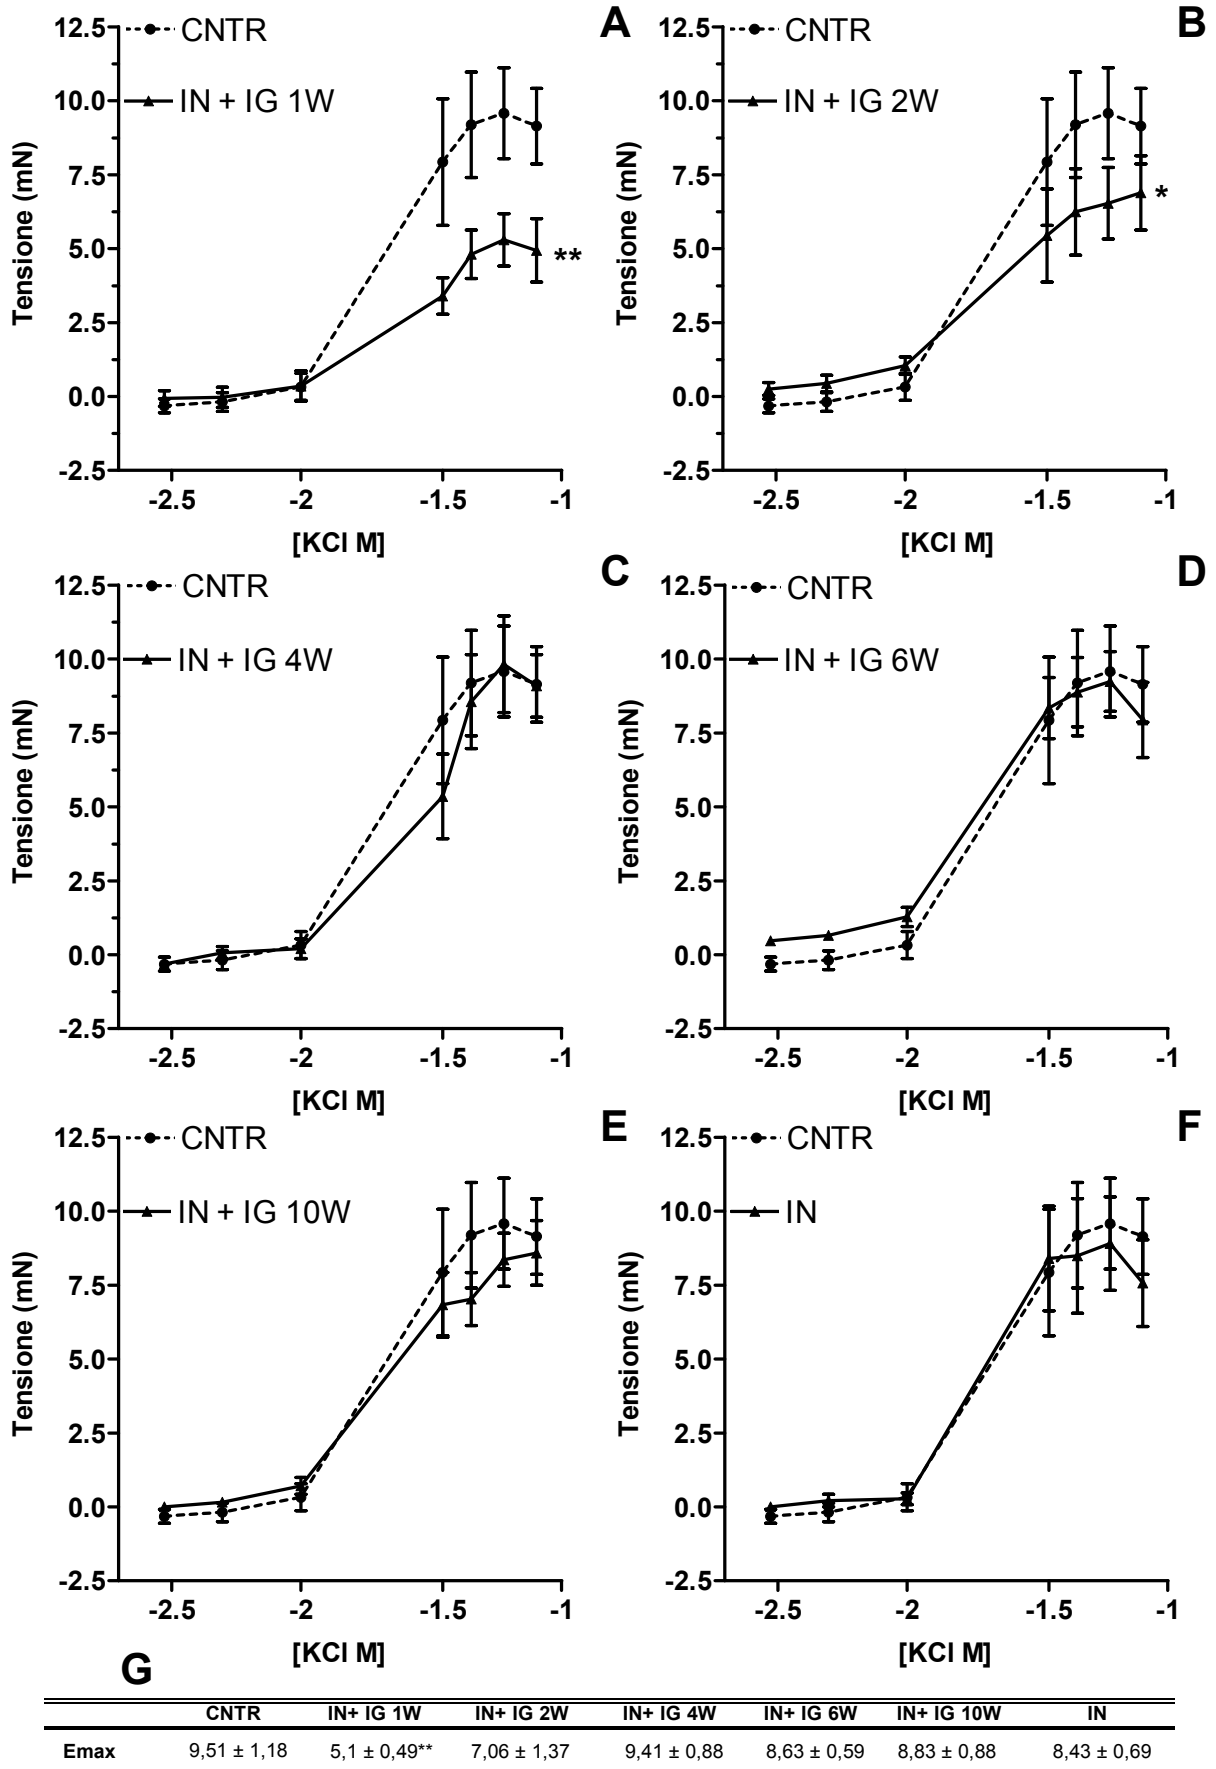 A
CNTR
IN + IG 1W
12.5
10.0
7.5
5.0
2.5
0.0
-2.5
Tensione (mN)
**
-2.5 -2 -1.5 -1
[KCl M]
B
CNTR
IN + IG 2W
12.5
10.0
7.5
5.0
2.5
0.0
-2.5
Tensione (mN)
*
-2.5 -2 -1.5 -1
[KCl M]
C
CNTR
IN + IG 4W
12.5
10.0
7.5
5.0
2.5
0.0
-2.5
Tensione (mN)
-2.5 -2 -1.5 -1
[KCl M]
D
CNTR
IN + IG 6W
12.5
10.0
7.5
5.0
2.5
0.0
-2.5
Tensione (mN)
-2.5 -2 -1.5 -1
[KCl M]
E
CNTR
IN + IG 10W
12.5
10.0
7.5
5.0
2.5
0.0
-2.5
Tensione (mN)
-2.5 -2 -1.5 -1
[KCl M]
F
CNTR
IN
12.5
10.0
7.5
5.0
2.5
0.0
-2.5
Tensione (mN)
-2.5 -2 -1.5 -1
[KCl M]
G
CNTR IN+ IG 1W IN+ IG 2W IN+ IG 4W IN+ IG 6W IN+ IG 10W IN
Emax 9,51 ± 1,18 5,1 ± 0,49** 7,06 ± 1,37 9,41 ± 0,88 8,63 ± 0,59 8,83 ± 0,88 8,43 ± 0,69